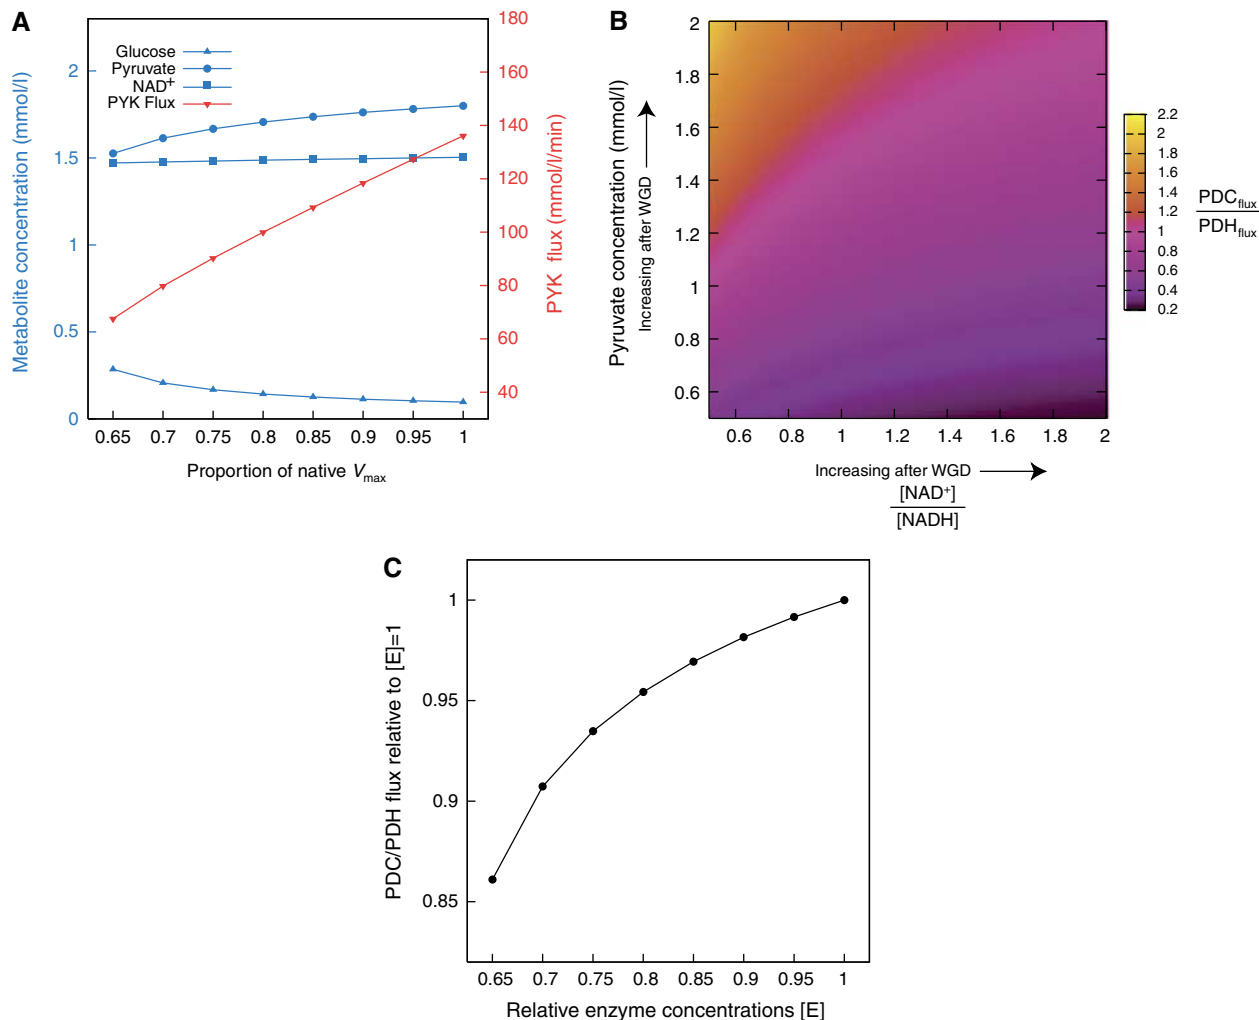 A
Glucose
Pyruvate
NAD+
PYK Flux
Metabolite concentration (mmol/l)
2
1.5
1
0.5
0
180
160
140
120
100
80
60
40
PYK flux (mmol/l/min)
0.65 0.7 0.75 0.8 0.85 0.9 0.95 1
Proportion of native Vmax
B
Pyruvate concentration (mmol/l)
Increasing after WGD
2
1.8
1.6
1.4
1.2
1
0.8
0.6
0.6 0.8 1 1.2 1.4 1.6 1.8 2
Increasing after WGD
[NAD+]
[NADH]
2.2
2
1.8
1.6
1.4
1.2
1
0.8
0.6
0.4
0.2
PDCflux
PDHflux
C
PDC/PDH flux relative to [E]=1
1
0.95
0.9
0.85
0.65 0.7 0.75 0.8 0.85 0.9 0.95 1
Relative enzyme concentrations [E]